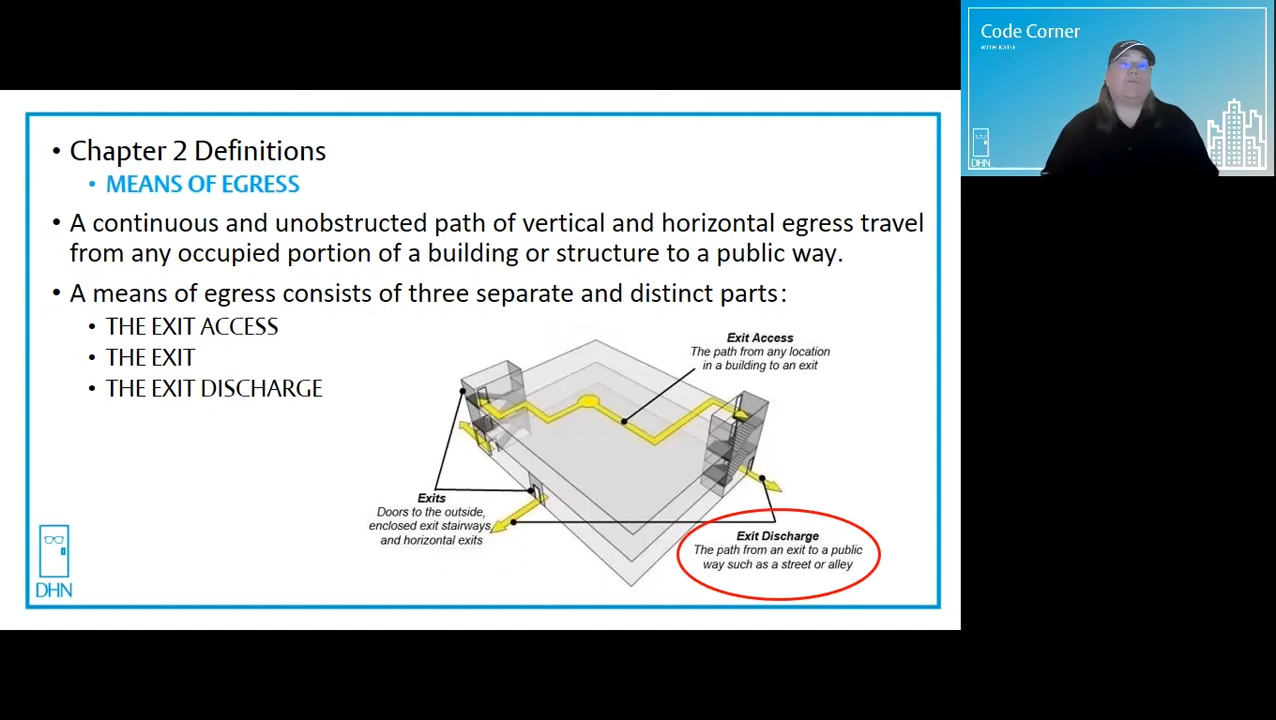 • Chapter 2 Definitions
• MEANS OF EGRESS
• A continuous and unobstructed path of vertical and horizontal egress travel
from any occupied portion of a building or structure to a public way.
• A means of egress consists of three separate and distinct parts:
• THE EXIT ACCESS
• THE EXIT
• THE EXIT DISCHARGE
Exit Access
The path from any location
in a building to an exit
Exits
Doors to the outside,
enclosed exit stairways
and horizontal exits
Exit Discharge
The path from an exit to a public
way such as a street or alley
DHN
Code Corner
WITH KATIE
DHN